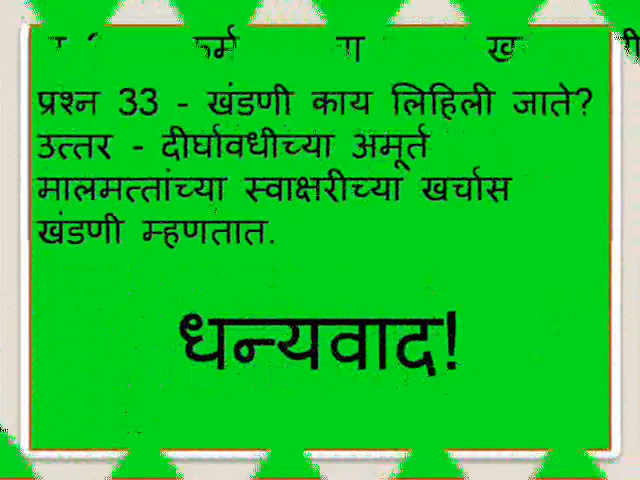 प्रश्न 33 - खंडणी काय लिहिली जाते?
उत्तर - दीर्घावधीच्या अमूर्त
मालमत्तांच्या स्वाक्षरीच्या खर्चास
खंडणी म्हणतात.
धन्यवाद!